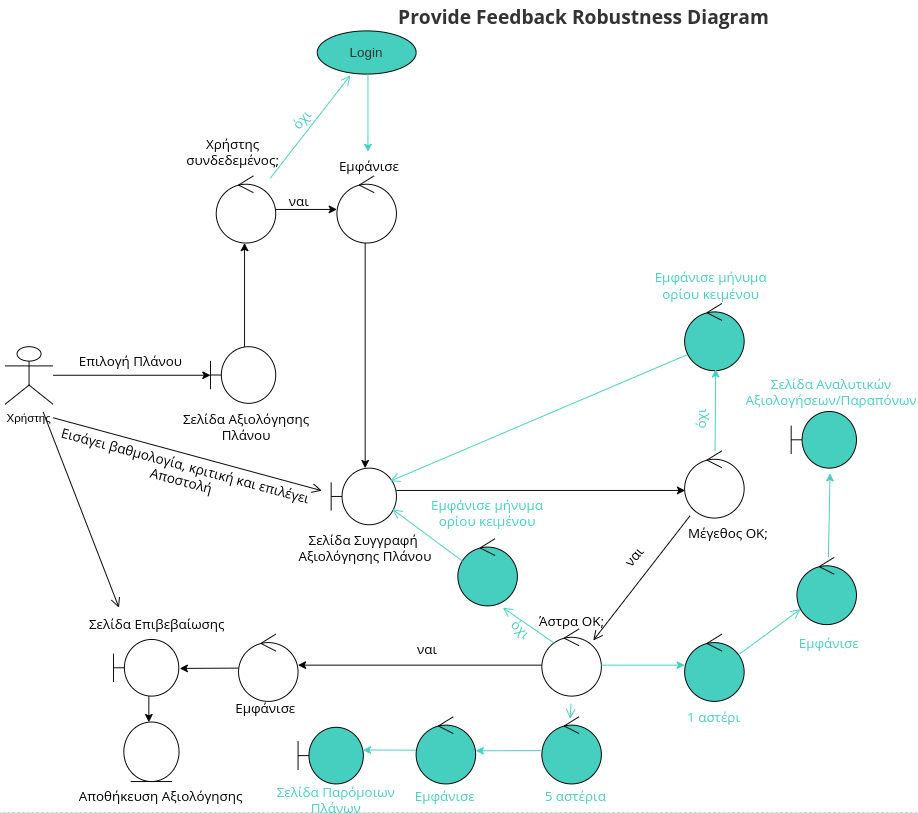 Provide Feedback Robustness Diagram
Login
όχι
Χρήστης
συνδεδεμένος;
Εμφάνισε
ναι
Εμφάνισε μήνυμα
ορίου κειμένου
Επιλογή Πλάνου
Χρήστης
Σελίδα Αξιολόγησης
Πλάνου
Σελίδα Αναλυτικών
Αξιολογήσεων/Παραπόνων
όχι
Εισάγει βαθμολογία, κριτική και επιλέγει
Αποστολή
Εμφάνισε μήνυμα
ορίου κειμένου
Μέγεθος ΟΚ;
Σελίδα Συγγραφή
Αξιολόγησης Πλάνου
ναι
Σελίδα Επιβεβαίωσης
Άστρα ΟΚ;
όχι
ναι
Εμφάνισε
Εμφάνισε
1 αστέρι
Αποθήκευση Αξιολόγησης
Σελίδα Παρόμοιων
Πλάνων
Εμφάνισε
5 αστέρια